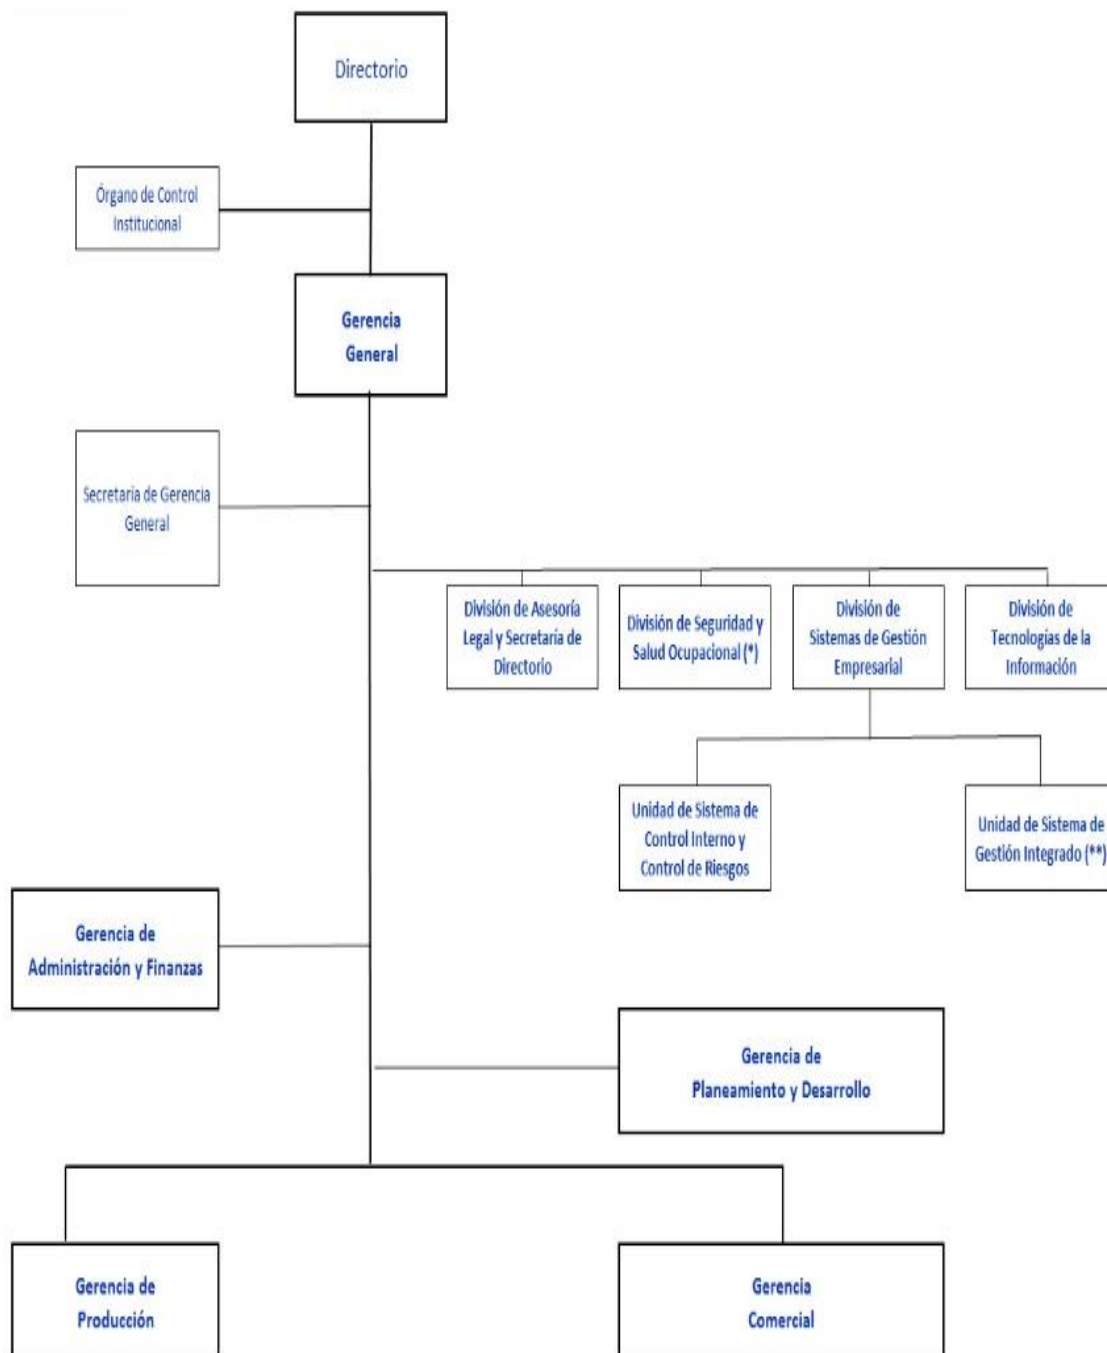 Directorio
Órgano de Control
Institucional
Gerencia
General
Secretaría de Gerencia
General
División de Asesoría
Legal y Secretaría de
Directorio
División de Seguridad y
Salud Ocupacional (*)
División de
Sistemas de Gestión
Empresarial
División de
Tecnologías de la
Información
Unidad de Sistema de
Control Interno y
Control de Riesgos
Unidad de Sistema de
Gestión Integrado (**)
Gerencia de
Administración y Finanzas
Gerencia de
Planeamiento y Desarrollo
Gerencia de
Producción
Gerencia
Comercial